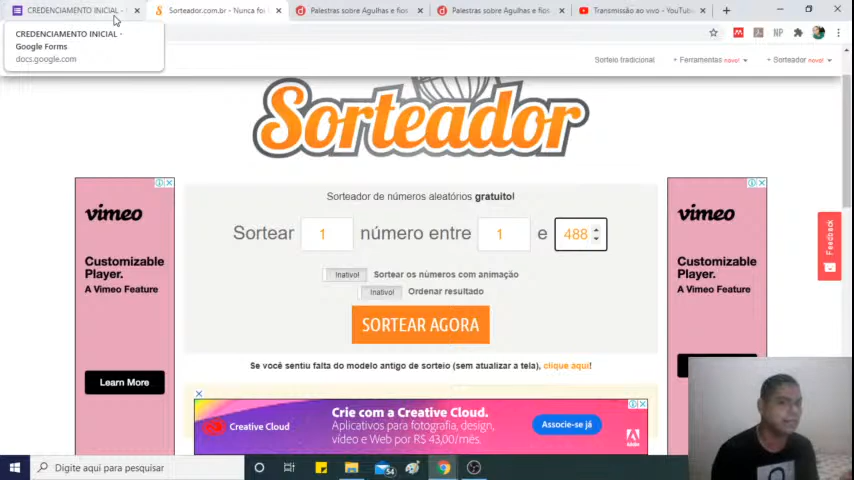 CREDENCIAMENTO INICIAL -
Sorteador.com.br - Nunca foi
Palestras sobre Agulhas e fios
Palestras sobre Agulhas e fios
Transmissão ao vivo - YouTub
CREDENCIAMENTO INICIAL -
Google Forms
docs.google.com
Sorteio tradicional
+ Ferramentas novo!
+ Sorteador novo!
Sorteador
Sorteador de números aleatórios gratuito!
Sortear 1 número entre 1 e 488
Inativo! Sortear os números com animação
Inativo! Ordenar resultado
SORTEAR AGORA
Se você sentiu falta do modelo antigo de sorteio (sem atualizar a tela), clique aqui!
vimeo
Customizable
Player.
A Vimeo Feature
Learn More
vimeo
Customizable
Player.
A Vimeo Feature
Feedback
Creative Cloud
Crie com a Creative Cloud.
Aplicativos para fotografia, design,
vídeo e Web por R$ 43,00/mês.
Associe-se já
Adobe
Digite aqui para pesquisar
54